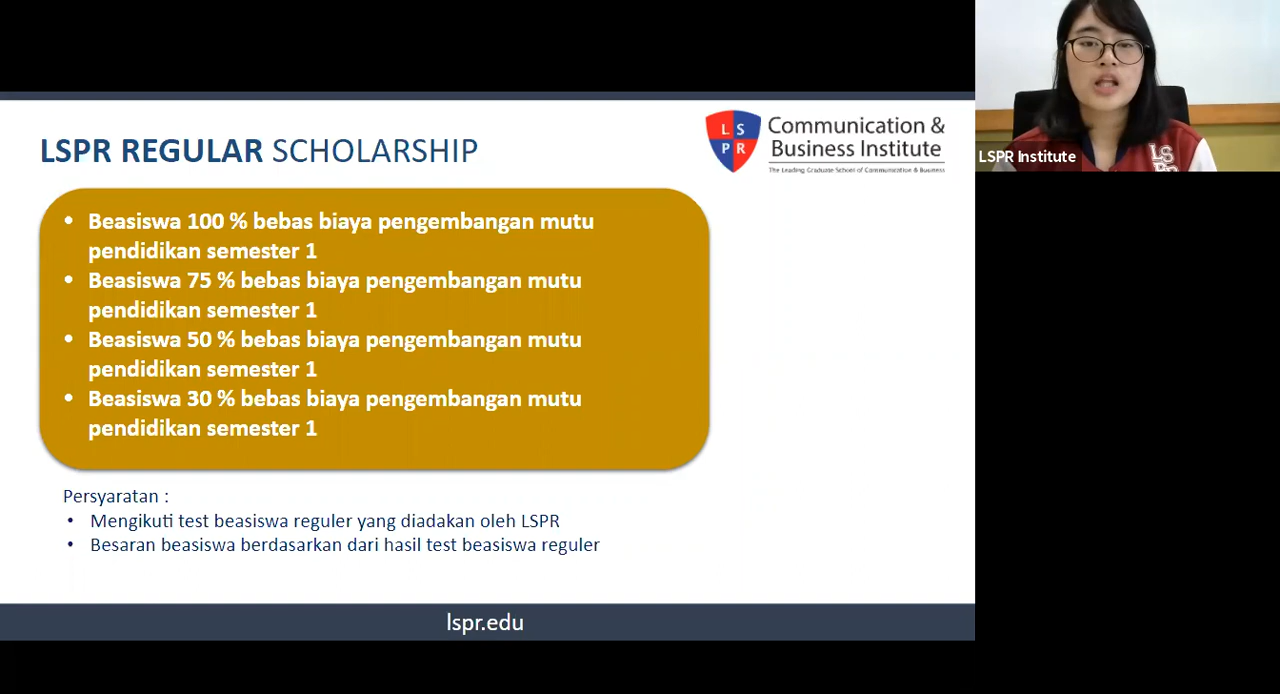 LSPR REGULAR SCHOLARSHIP
L S
P R
Communication &
Business Institute
The Leading Graduate School of Communication & Business
• Beasiswa 100 % bebas biaya pengembangan mutu
pendidikan semester 1
• Beasiswa 75 % bebas biaya pengembangan mutu
pendidikan semester 1
• Beasiswa 50 % bebas biaya pengembangan mutu
pendidikan semester 1
• Beasiswa 30 % bebas biaya pengembangan mutu
pendidikan semester 1
Persyaratan :
• Mengikuti test beasiswa reguler yang diadakan oleh LSPR
• Besaran beasiswa berdasarkan dari hasil test beasiswa reguler
lspr.edu
LSPR Institute
LS
PR